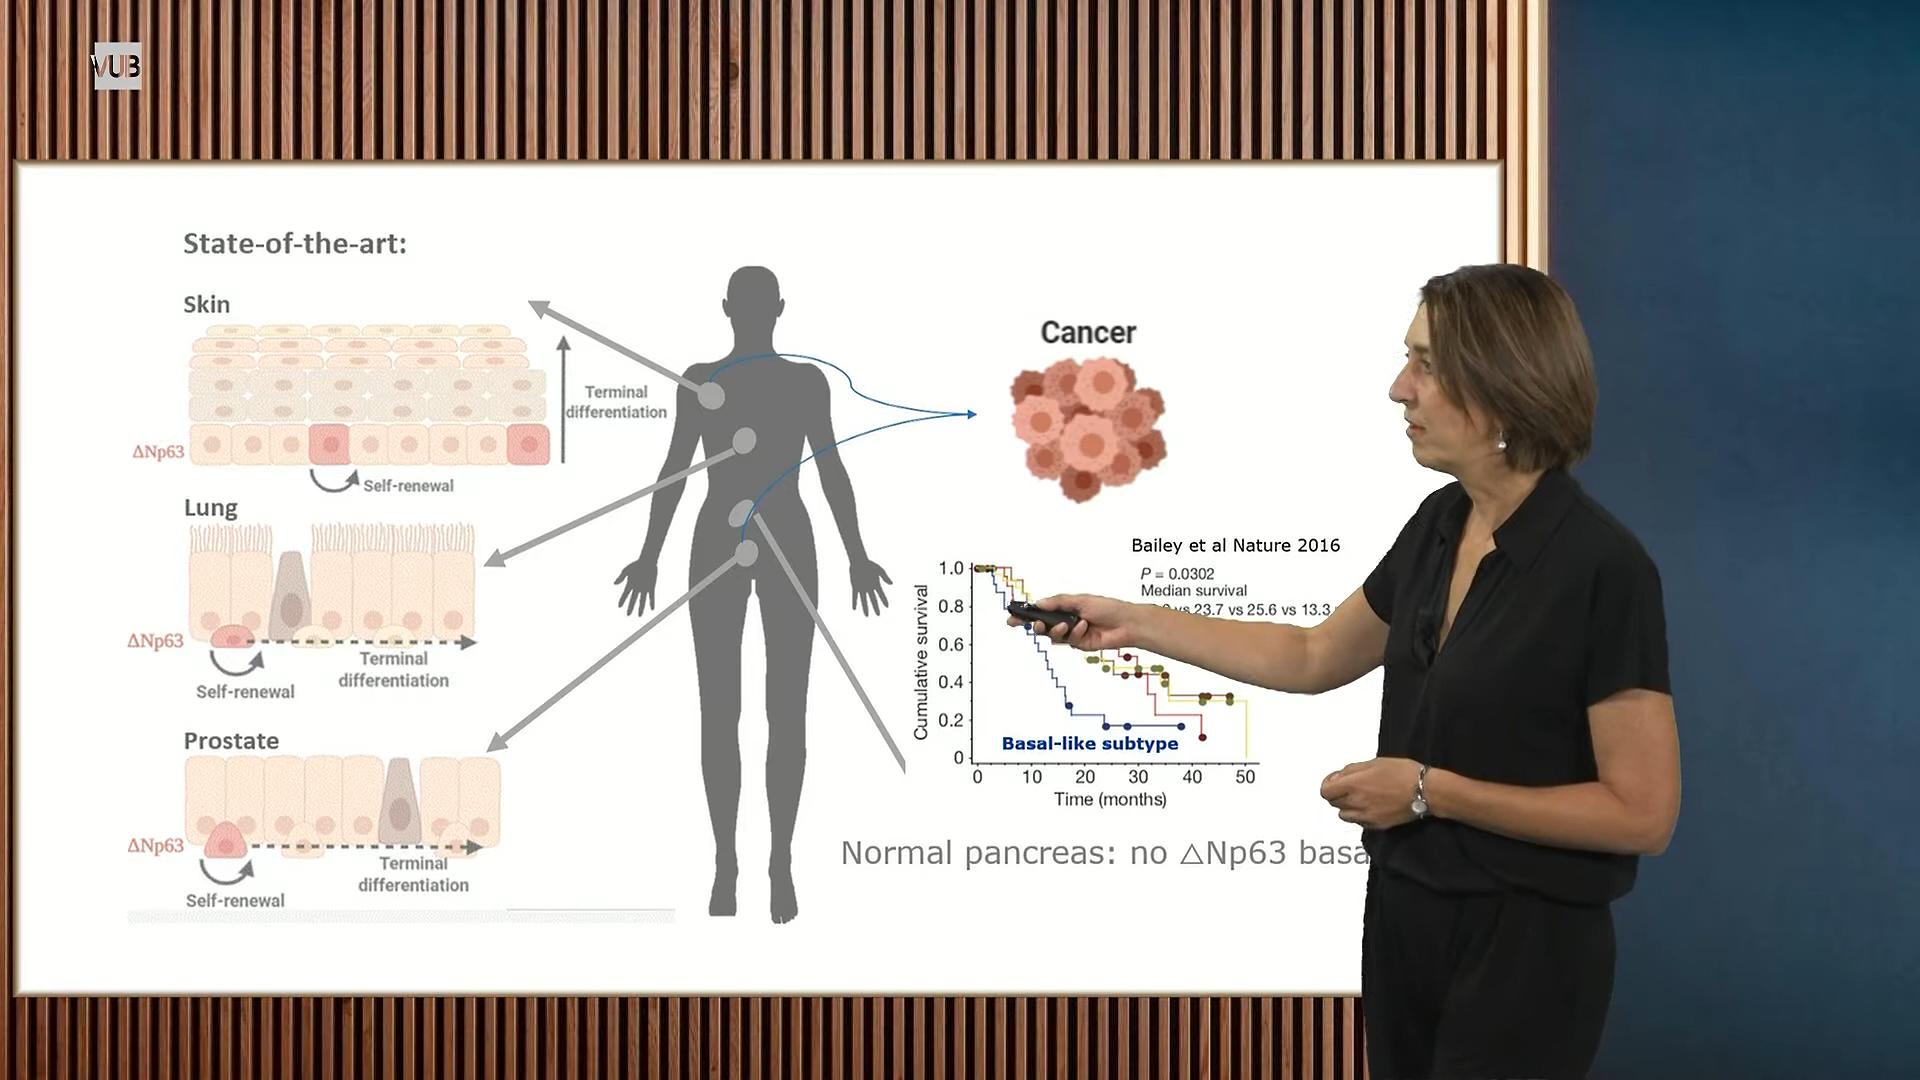 VUB
State-of-the-art:
Skin
Terminal
differentiation
ΔNp63
Self-renewal
Lung
ΔNp63
Terminal
differentiation
Self-renewal
Prostate
ΔNp63
Terminal
differentiation
Self-renewal
Cancer
Bailey et al Nature 2016
P = 0.0302
Median survival
vs 23.7 vs 25.6 vs 13.3
Cumulative survival
1.0
0.8
0.6
0.4
0.2
0
Basal-like subtype
0 10 20 30 40 50
Time (months)
Normal pancreas: no △Np63